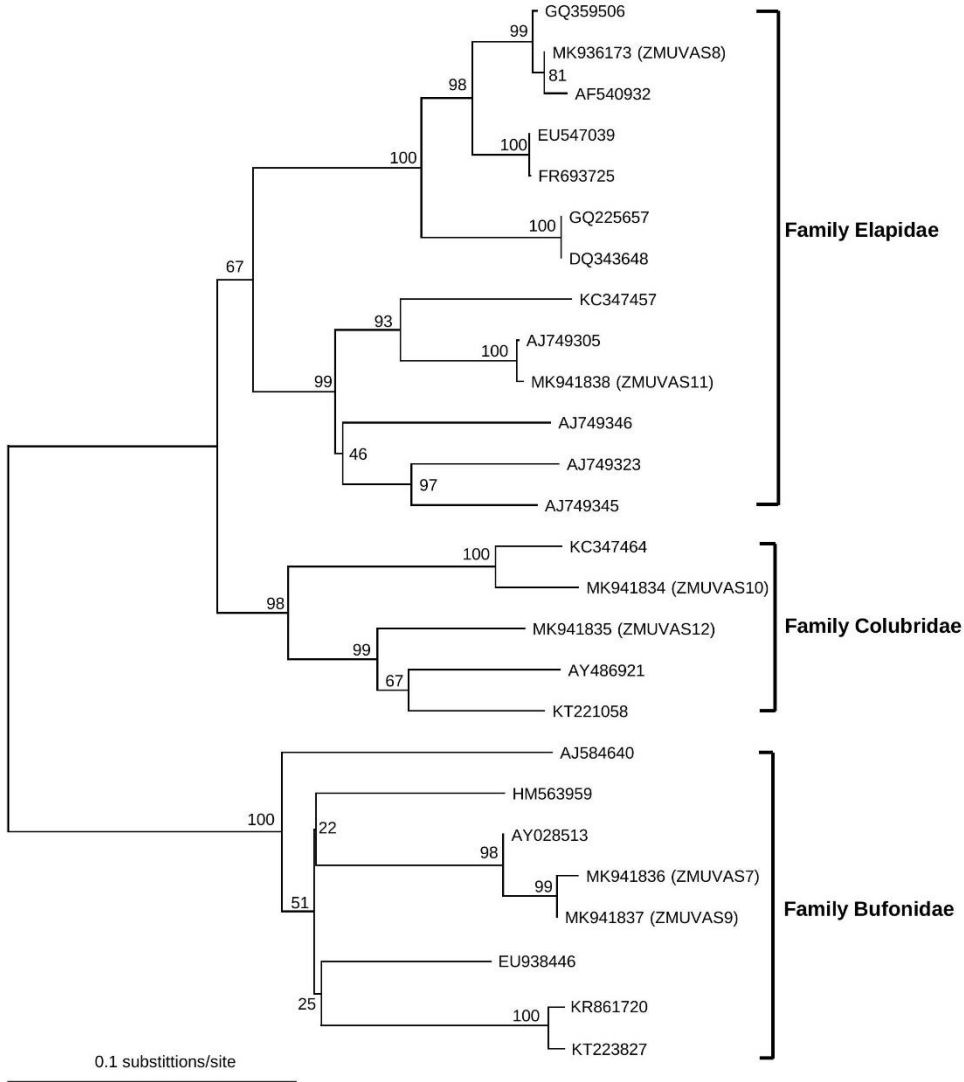 GQ359506
99
MK936173 (ZMUVAS8)
81
98
AF540932
EU547039
100
100
FR693725
GQ225657
100
Family Elapidae
DQ343648
67
KC347457
93
AJ749305
100
99
MK941838 (ZMUVAS11)
AJ749346
46
AJ749323
97
AJ749345
KC347464
100
MK941834 (ZMUVAS10)
98
MK941835 (ZMUVAS12)
Family Colubridae
99
AY486921
67
KT221058
AJ584640
HM563959
100
22
AY028513
98
MK941836 (ZMUVAS7)
99
51
MK941837 (ZMUVAS9)
Family Bufonidae
EU938446
25
KR861720
100
KT223827
0.1 substittions/site